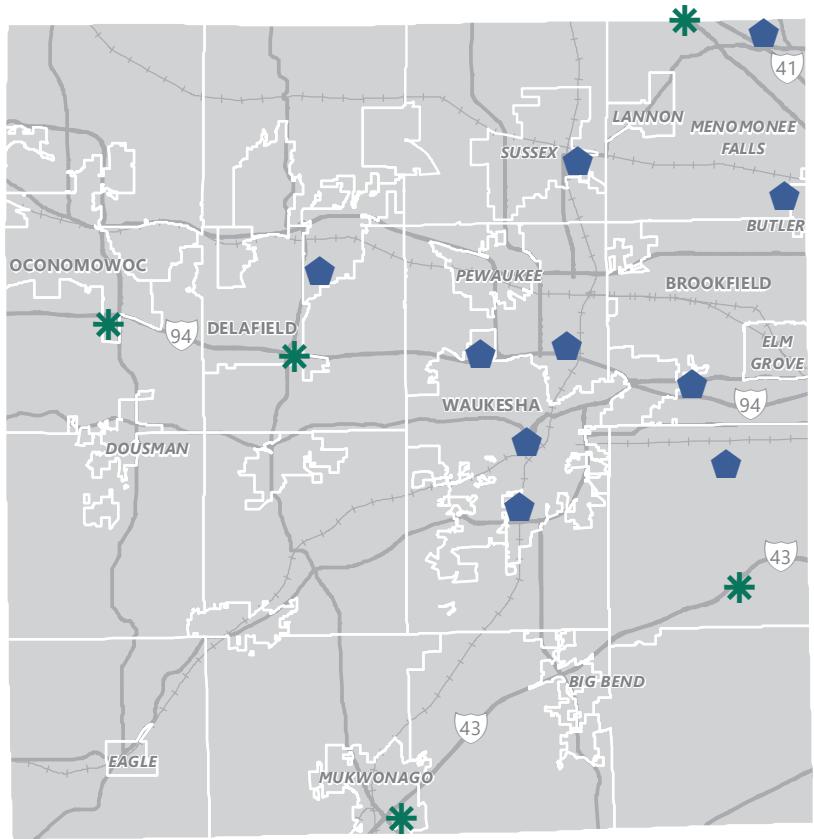 41
LANNON
MENOMONEE
FALLS
SUSSEX
BUTLER
OCONOMOWOC
PEWAUKEE
BROOKFIELD
94
DELAFIELD
ELM
GROVE
WAUKESHA
94
DOUSMAN
43
BIG BEND
43
EAGLE
MUKWONAGO